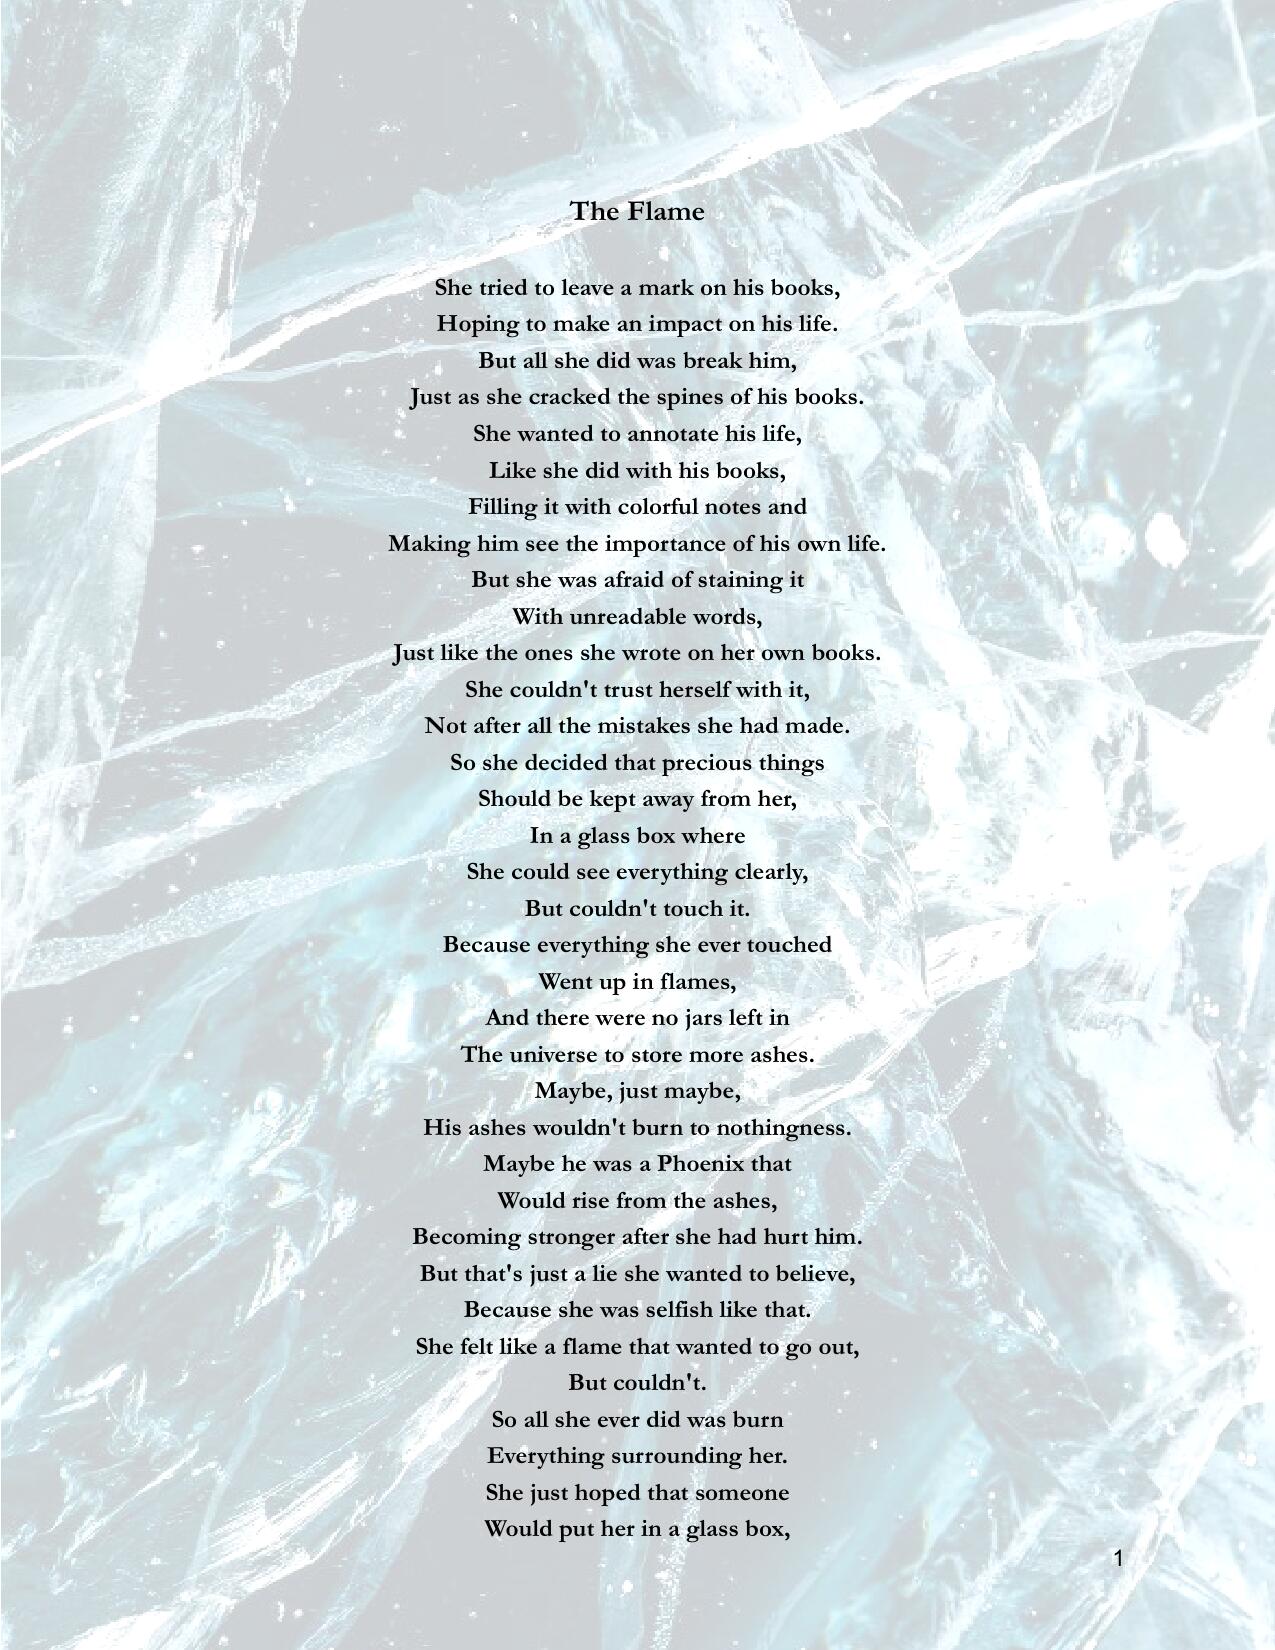 The Flame
She tried to leave a mark on his books,
Hoping to make an impact on his life.
But all she did was break him,
Just as she cracked the spines of his books.
She wanted to annotate his life,
Like she did with his books,
Filling it with colorful notes and
Making him see the importance of his own life.
But she was afraid of staining it
With unreadable words,
Just like the ones she wrote on her own books.
She couldn't trust herself with it,
Not after all the mistakes she had made.
So she decided that precious things
Should be kept away from her,
In a glass box where
She could see everything clearly,
But couldn't touch it.
Because everything she ever touched
Went up in flames,
And there were no jars left in
The universe to store more ashes.
Maybe, just maybe,
His ashes wouldn't burn to nothingness.
Maybe he was a Phoenix that
Would rise from the ashes,
Becoming stronger after she had hurt him.
But that's just a lie she wanted to believe,
Because she was selfish like that.
She felt like a flame that wanted to go out,
But couldn't.
So all she ever did was burn
Everything surrounding her.
She just hoped that someone
Would put her in a glass box,
1